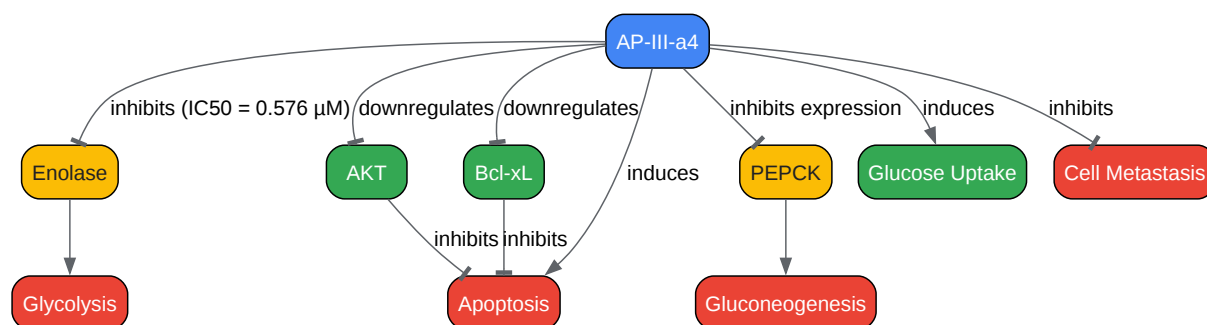 AP-III-a4
inhibits (IC50 = 0.576 µM)
downregulates
downregulates
inhibits expression
induces
inhibits
Enolase
AKT
Bcl-xL
induces
PEPCK
Glucose Uptake
Cell Metastasis
inhibits
inhibits
Glycolysis
Apoptosis
Gluconeogenesis